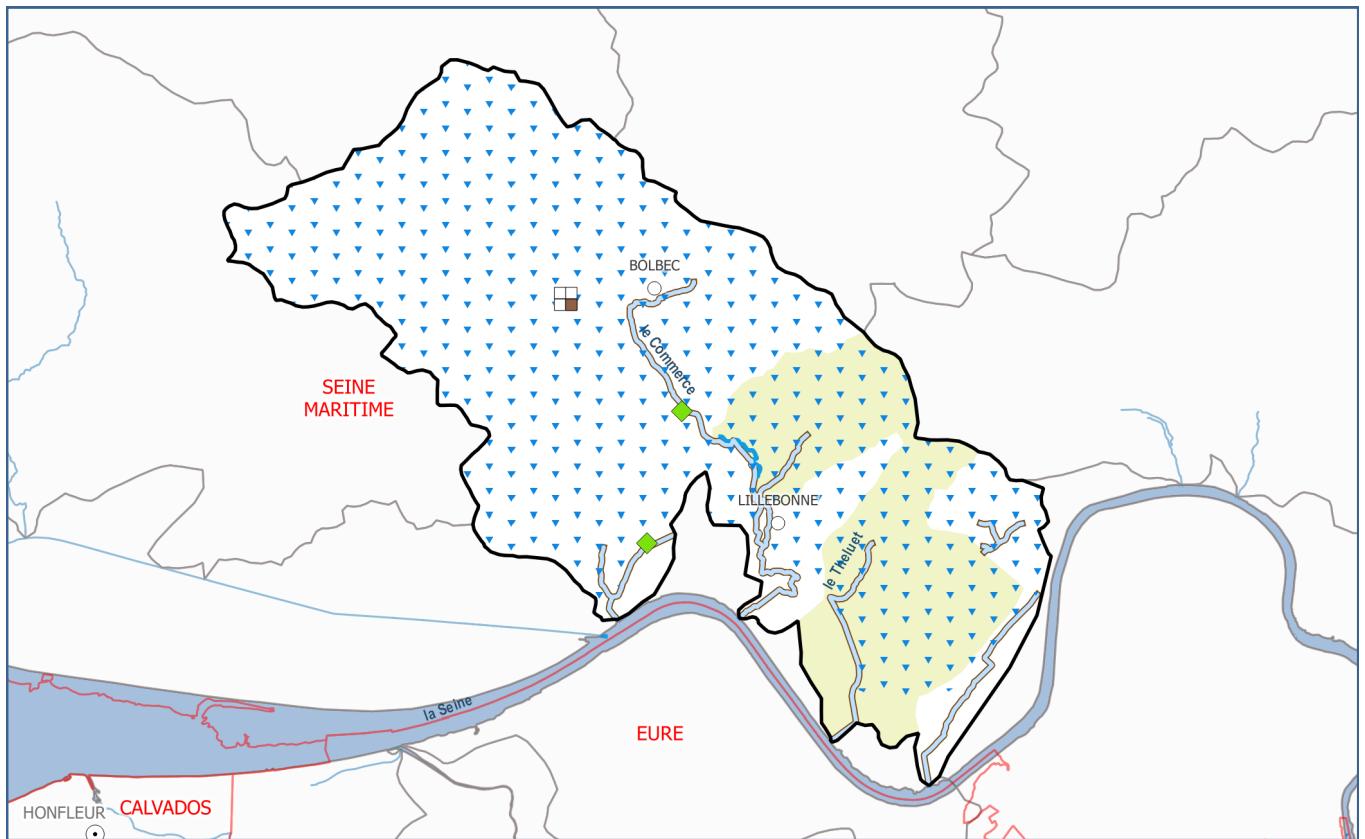 BOLBEC
le Commerce
SEINE
MARITIME
LILLEBONNE
le Theluet
la Seine
EURE
CALVADOS
HONFLEUR